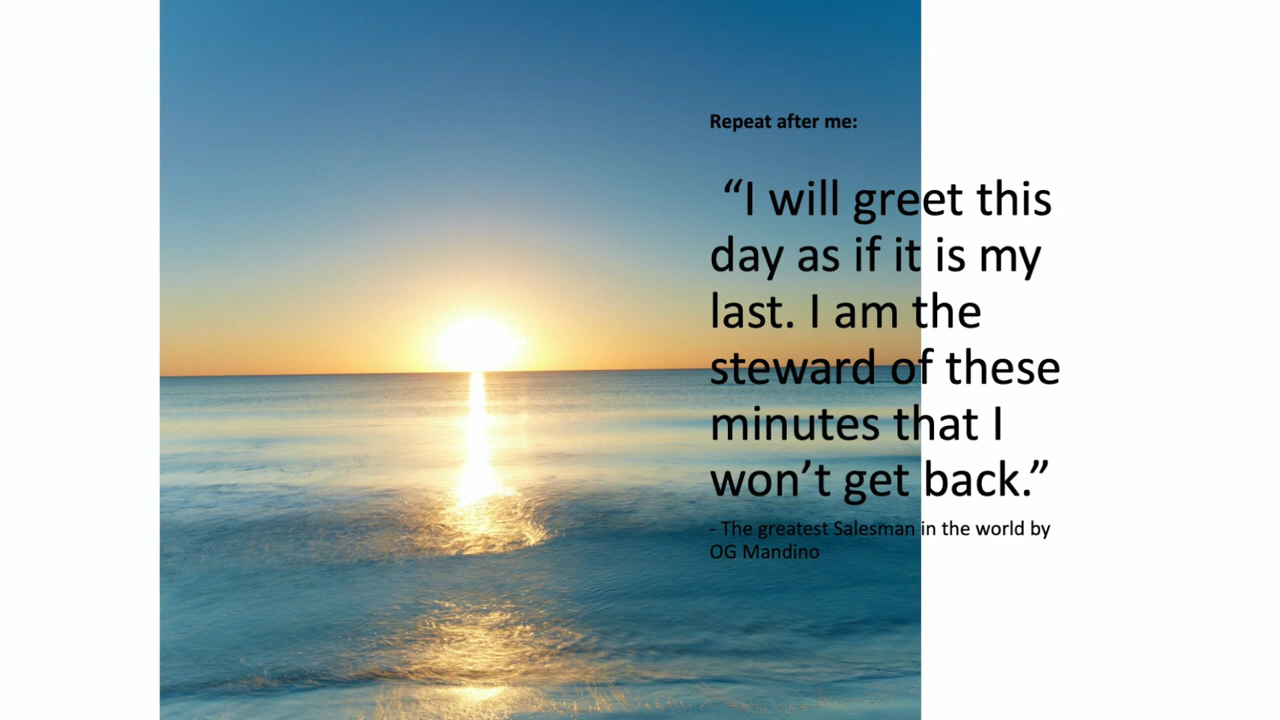 Repeat after me:
“I will greet this
day as if it is my
last. I am the
steward of these
minutes that I
won’t get back.”
- The greatest Salesman in the world by
OG Mandino